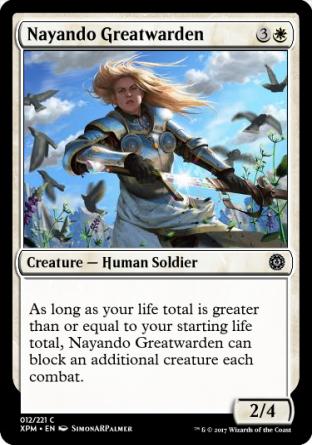 Nayando Greatwarden 3
Creature — Human Soldier
As long as your life total is greater
than or equal to your starting life
total, Nayando Greatwarden can
block an additional creature each
combat.
2/4
012/221 C
XPM • EN SimonARPalmer
™ & © 2017 Wizards of the Coast